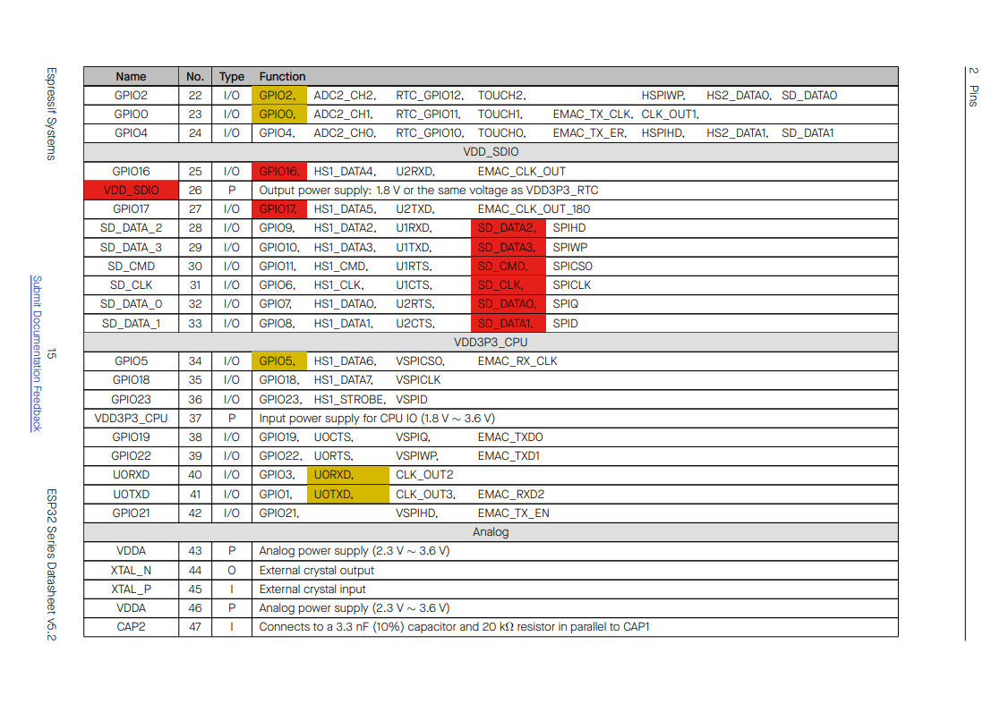 2 Pins
Name No. Type Function
GPIO2 22 I/O GPIO2, ADC2_CH2, RTC_GPIO12, TOUCH2, HSPIWP, HS2_DATA0, SD_DATA0
GPIO0 23 I/O GPIO0, ADC2_CH1, RTC_GPIO11, TOUCH1, EMAC_TX_CLK, CLK_OUT1,
GPIO4 24 I/O GPIO4, ADC2_CH0, RTC_GPIO10, TOUCH0, EMAC_TX_ER, HSPIHD, HS2_DATA1, SD_DATA1
VDD_SDIO
GPIO16 25 I/O GPIO16, HS1_DATA4, U2RXD, EMAC_CLK_OUT
VDD_SDIO 26 P Output power supply: 1.8 V or the same voltage as VDD3P3_RTC
GPIO17 27 I/O GPIO17, HS1_DATA5, U2TXD, EMAC_CLK_OUT_180
SD_DATA_2 28 I/O GPIO9, HS1_DATA2, U1RXD, SD_DATA2, SPIHD
SD_DATA_3 29 I/O GPIO10, HS1_DATA3, U1TXD, SD_DATA3, SPIWP
SD_CMD 30 I/O GPIO11, HS1_CMD, U1RTS, SD_CMD, SPICS0
SD_CLK 31 I/O GPIO6, HS1_CLK, U1CTS, SD_CLK, SPICLK
SD_DATA_0 32 I/O GPIO7, HS1_DATA0, U2RTS, SD_DATA0, SPIQ
SD_DATA_1 33 I/O GPIO8, HS1_DATA1, U2CTS, SD_DATA1, SPID
VDD3P3_CPU
GPIO5 34 I/O GPIO5, HS1_DATA6, VSPICS0, EMAC_RX_CLK
GPIO18 35 I/O GPIO18, HS1_DATA7, VSPICLK
GPIO23 36 I/O GPIO23, HS1_STROBE, VSPID
VDD3P3_CPU 37 P Input power supply for CPU IO (1.8 V ∼ 3.6 V)
GPIO19 38 I/O GPIO19, U0CTS, VSPIQ, EMAC_TXD0
GPIO22 39 I/O GPIO22, U0RTS, VSPIWP, EMAC_TXD1
U0RXD 40 I/O GPIO3, U0RXD, CLK_OUT2
U0TXD 41 I/O GPIO1, U0TXD, CLK_OUT3, EMAC_RXD2
GPIO21 42 I/O GPIO21, VSPIHD, EMAC_TX_EN
Analog
VDDA 43 P Analog power supply (2.3 V ∼ 3.6 V)
XTAL_N 44 O External crystal output
XTAL_P 45 I External crystal input
VDDA 46 P Analog power supply (2.3 V ∼ 3.6 V)
CAP2 47 I Connects to a 3.3 nF (10%) capacitor and 20 kΩ resistor in parallel to CAP1
Espressif Systems
15
Submit Documentation Feedback
ESP32 Series Datasheet v5.2